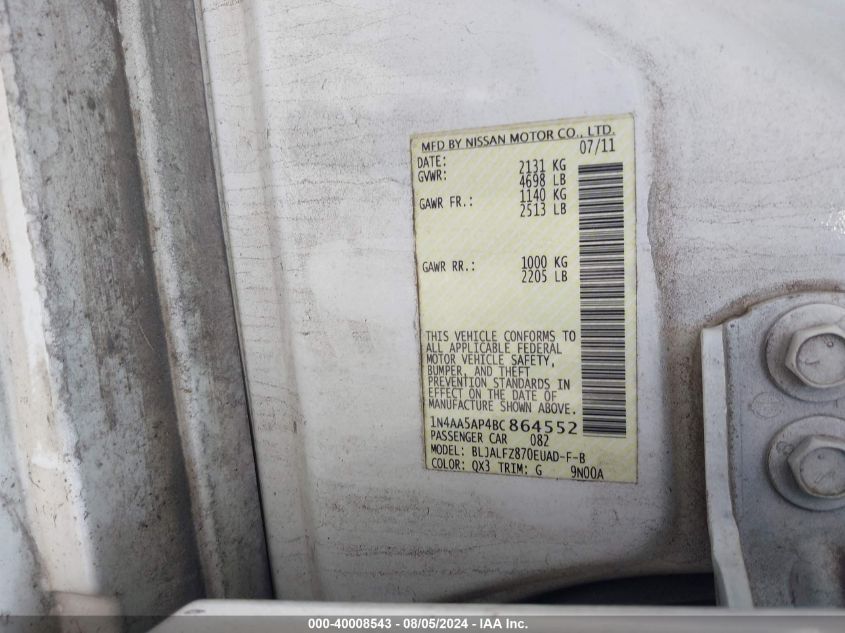 MFD BY NISSAN MOTOR CO., LTD.
DATE: 07/11
GVWR: 2131 KG
4698 LB
GAWR FR.: 1140 KG
2513 LB
GAWR RR.: 1000 KG
2205 LB
THIS VEHICLE CONFORMS TO
ALL APPLICABLE FEDERAL
MOTOR VEHICLE SAFETY,
BUMPER, AND THEFT
PREVENTION STANDARDS IN
EFFECT ON THE DATE OF
MANUFACTURE SHOWN ABOVE.
1N4AA5AP4BC864552
PASSENGER CAR 082
MODEL: BLJALFZ870EUAD-F-B
COLOR: QX3 TRIM: G 9N00A
000-40008543 - 08/05/2024 - IAA Inc.